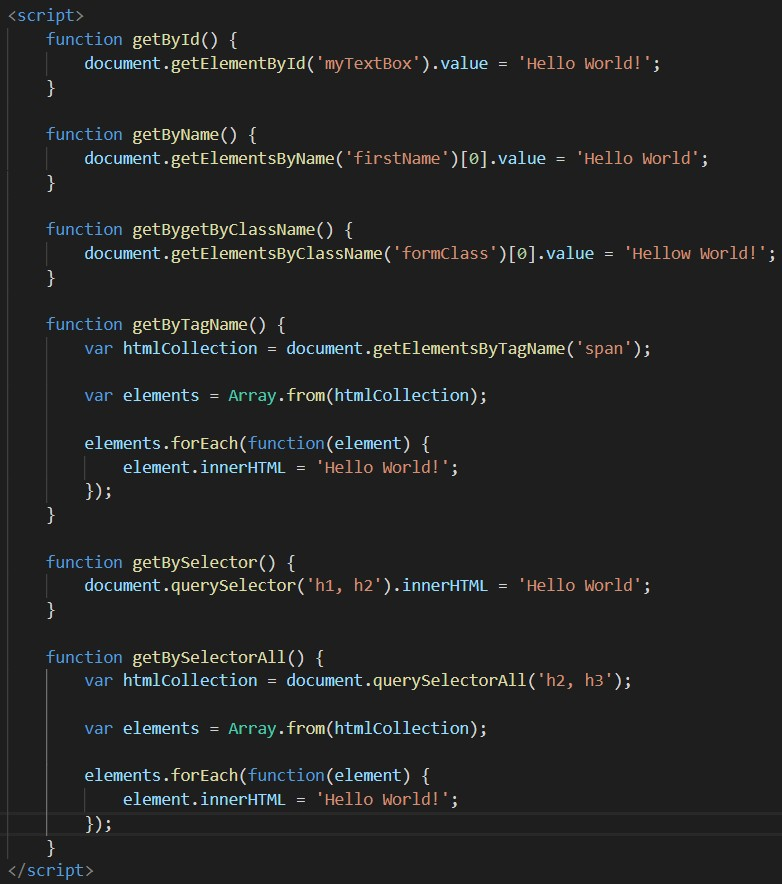 <script>
    function getById() {
        document.getElementById('myTextBox').value = 'Hello World!';
    }

    function getByName() {
        document.getElementsByName('firstName')[0].value = 'Hello World';
    }

    function getBygetByClassName() {
        document.getElementsByClassName('formClass')[0].value = 'Hellow World!';
    }

    function getByTagName() {
        var htmlCollection = document.getElementsByTagName('span');

        var elements = Array.from(htmlCollection);

        elements.forEach(function(element) {
            element.innerHTML = 'Hello World!';
        });
    }

    function getBySelector() {
        document.querySelector('h1, h2').innerHTML = 'Hello World';
    }

    function getBySelectorAll() {
        var htmlCollection = document.querySelectorAll('h2, h3');

        var elements = Array.from(htmlCollection);

        elements.forEach(function(element) {
            element.innerHTML = 'Hello World!';
        });
    }
</script>